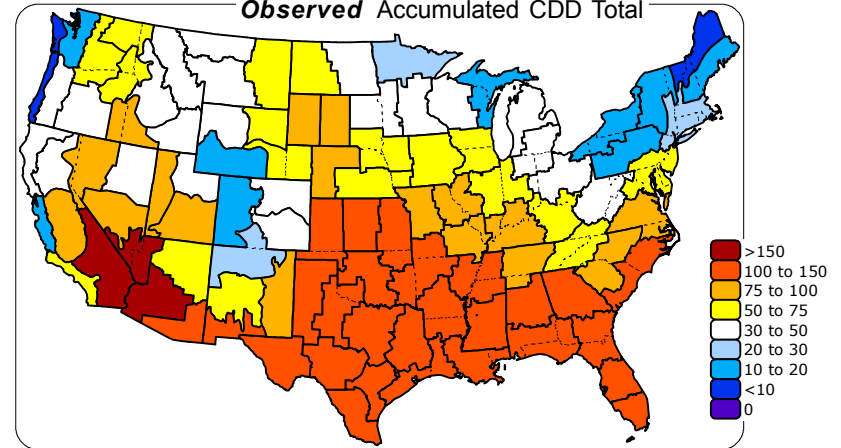 Observed Accumulated CDD Total
>150
100 to 150
75 to 100
50 to 75
30 to 50
20 to 30
10 to 20
<10
0